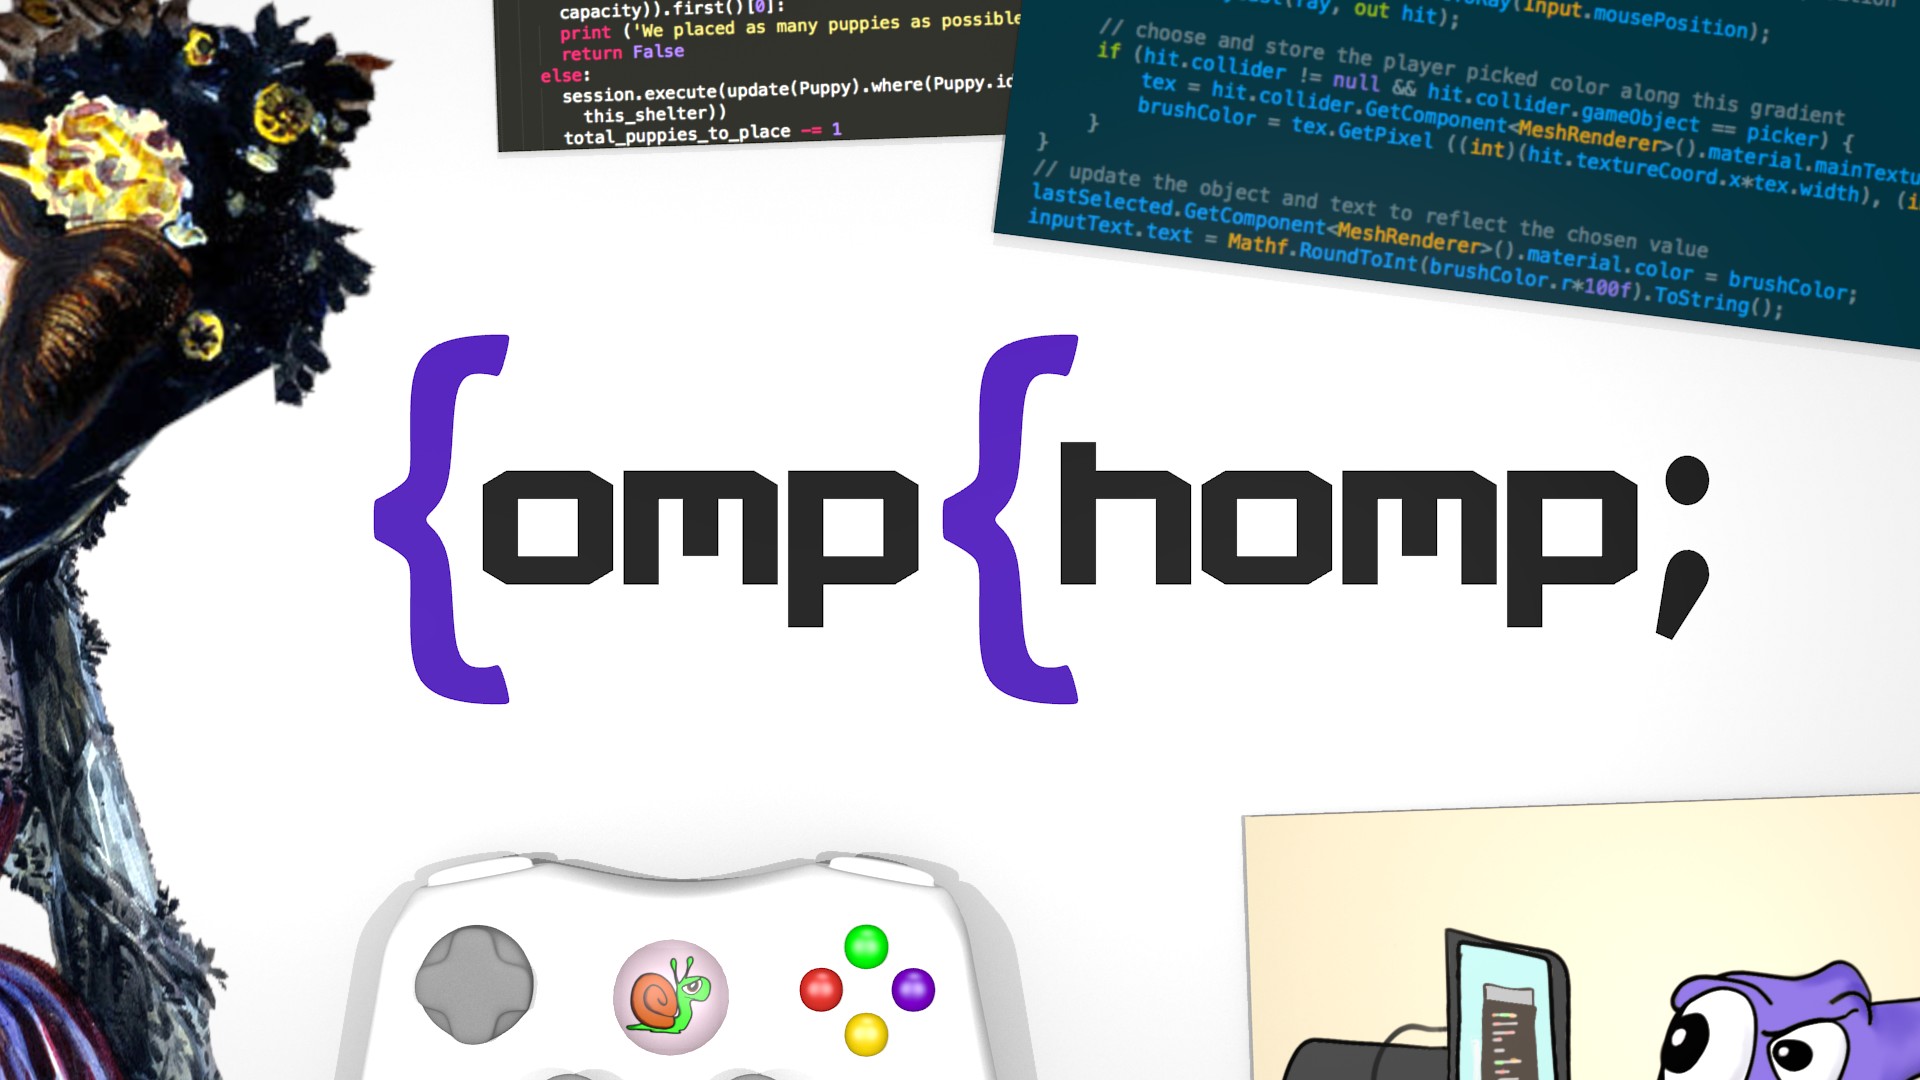 capacity)).first()[0]:
print ('We placed as many puppies as possible
return False
else:
session.execute(update(Puppy).where(Puppy.id
this_shelter))
total_puppies_to_place -= 1
(ray, out hit);
(Input.mousePosition);
// choose and store the player picked color along this gradient
if (hit.collider != null && hit.collider.gameObject == picker) {
tex = hit.collider.GetComponent<MeshRenderer>().material.mainTextu
brushColor = tex.GetPixel ((int)(hit.textureCoord.x*tex.width), (i
}
}
// update the object and text to reflect the chosen value
lastSelected.GetComponent<MeshRenderer>().material.color = brushColor;
inputText.text = Mathf.RoundToInt(brushColor.r*100f).ToString();
{omp{homp;